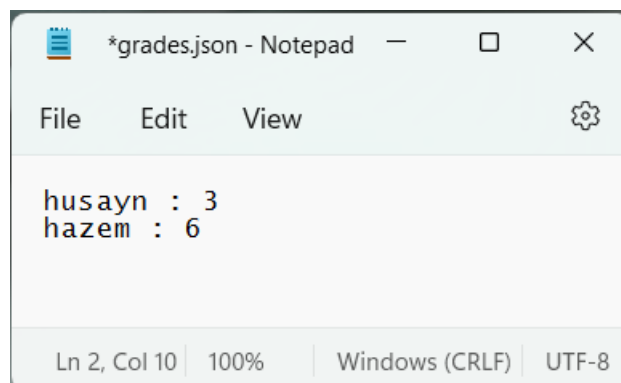 *grades.json - Notepad
File Edit View
husayn : 3
hazem : 6
Ln 2, Col 10 100% Windows (CRLF) UTF-8